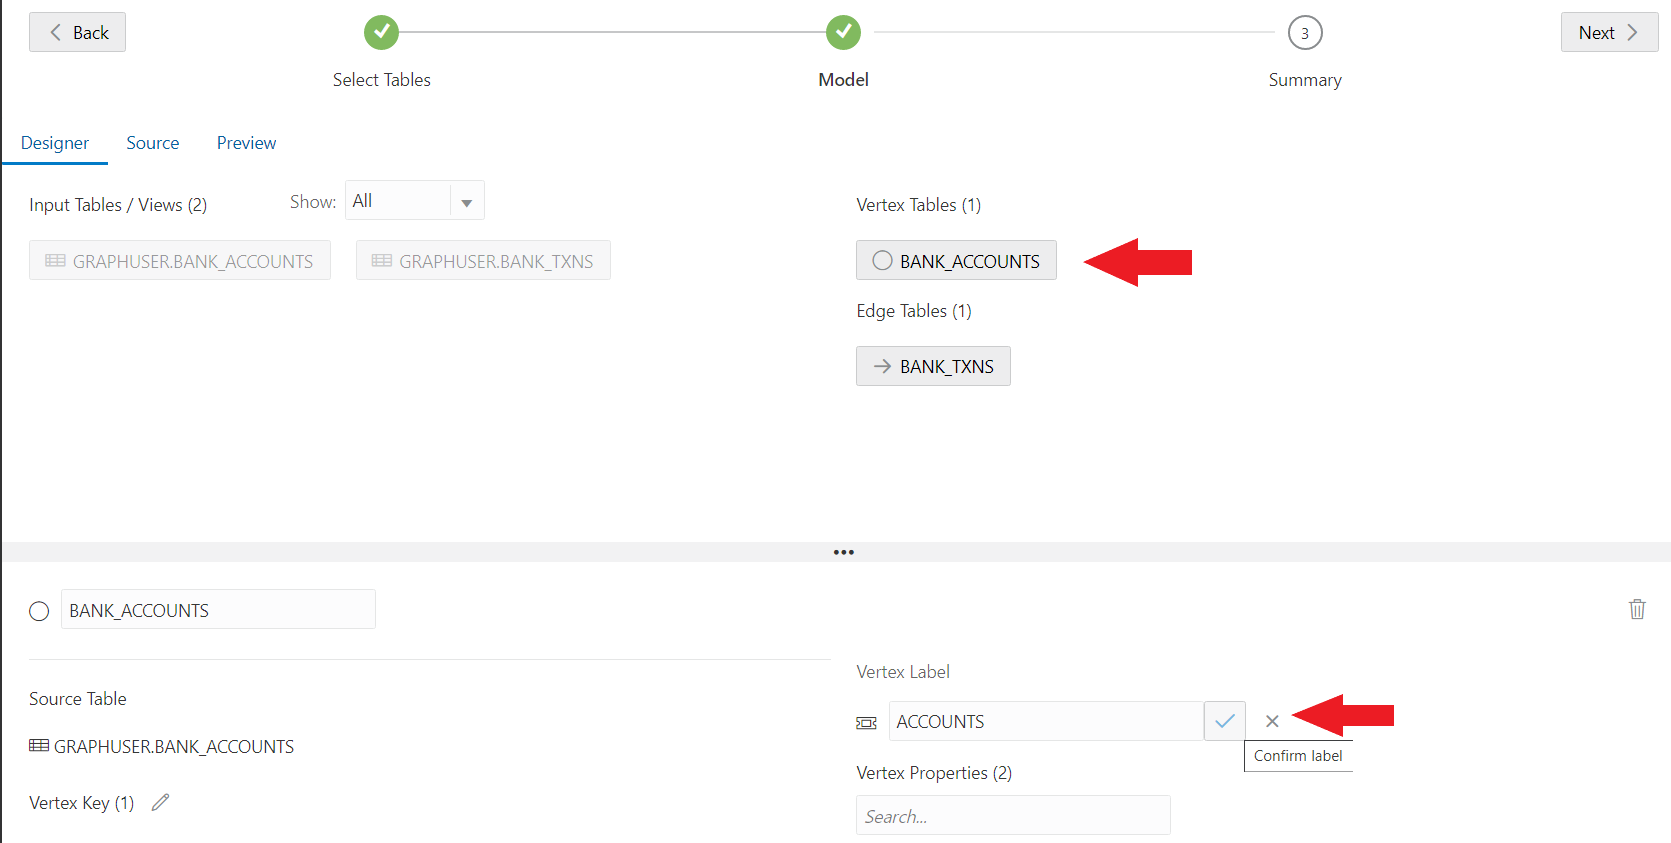 Back
Next
3
Select Tables
Model
Summary
Designer
Source
Preview
Input Tables / Views (2)
Show:
All
Vertex Tables (1)
GRAPHUSER.BANK_ACCOUNTS
GRAPHUSER.BANK_TXNS
BANK_ACCOUNTS
Edge Tables (1)
BANK_TXNS
BANK_ACCOUNTS
Vertex Label
Source Table
ACCOUNTS
GRAPHUSER.BANK_ACCOUNTS
Confirm label
Vertex Properties (2)
Vertex Key (1)
Search...